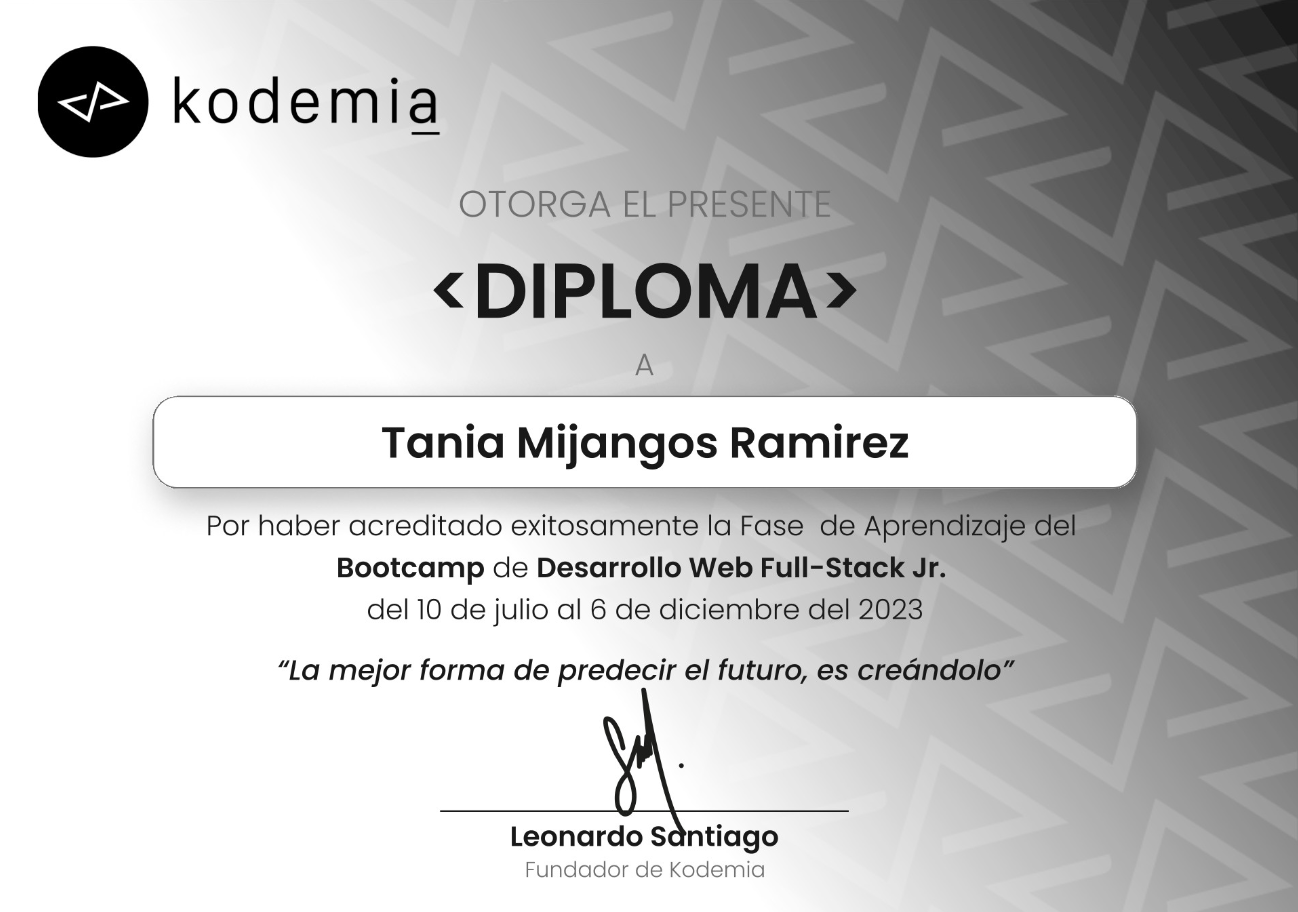 kodemia
OTORGA EL PRESENTE
<DIPLOMA>
A
Tania Mijangos Ramirez
Por haber acreditado exitosamente la Fase  de Aprendizaje del
Bootcamp de Desarrollo Web Full-Stack Jr.
del 10 de julio al 6 de diciembre del 2023
“La mejor forma de predecir el futuro, es creándolo”
Leonardo Santiago
Fundador de Kodemia